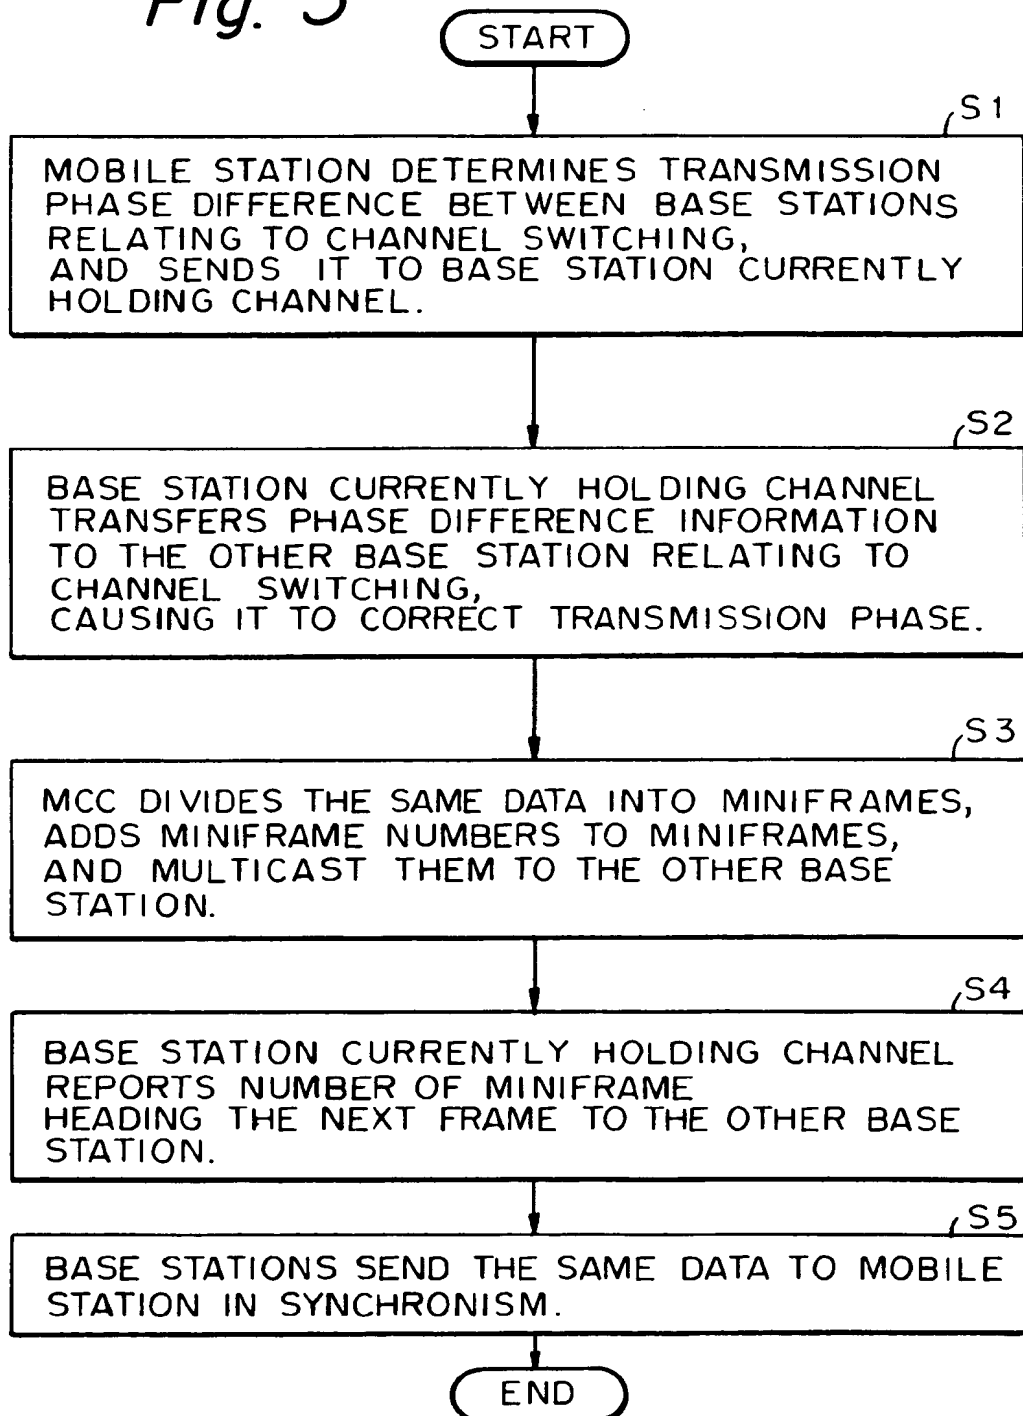 Fig. 3
START
S1
MOBILE STATION DETERMINES TRANSMISSION
PHASE DIFFERENCE BETWEEN BASE STATIONS
RELATING TO CHANNEL SWITCHING,
AND SENDS IT TO BASE STATION CURRENTLY
HOLDING CHANNEL.
S2
BASE STATION CURRENTLY HOLDING CHANNEL
TRANSFERS PHASE DIFFERENCE INFORMATION
TO THE OTHER BASE STATION RELATING TO
CHANNEL SWITCHING,
CAUSING IT TO CORRECT TRANSMISSION PHASE.
S3
MCC DIVIDES THE SAME DATA INTO MINIFRAMES,
ADDS MINIFRAME NUMBERS TO MINIFRAMES,
AND MULTICAST THEM TO THE OTHER BASE
STATION.
S4
BASE STATION CURRENTLY HOLDING CHANNEL
REPORTS NUMBER OF MINIFRAME
HEADING THE NEXT FRAME TO THE OTHER BASE
STATION.
S5
BASE STATIONS SEND THE SAME DATA TO MOBILE
STATION IN SYNCHRONISM.
END